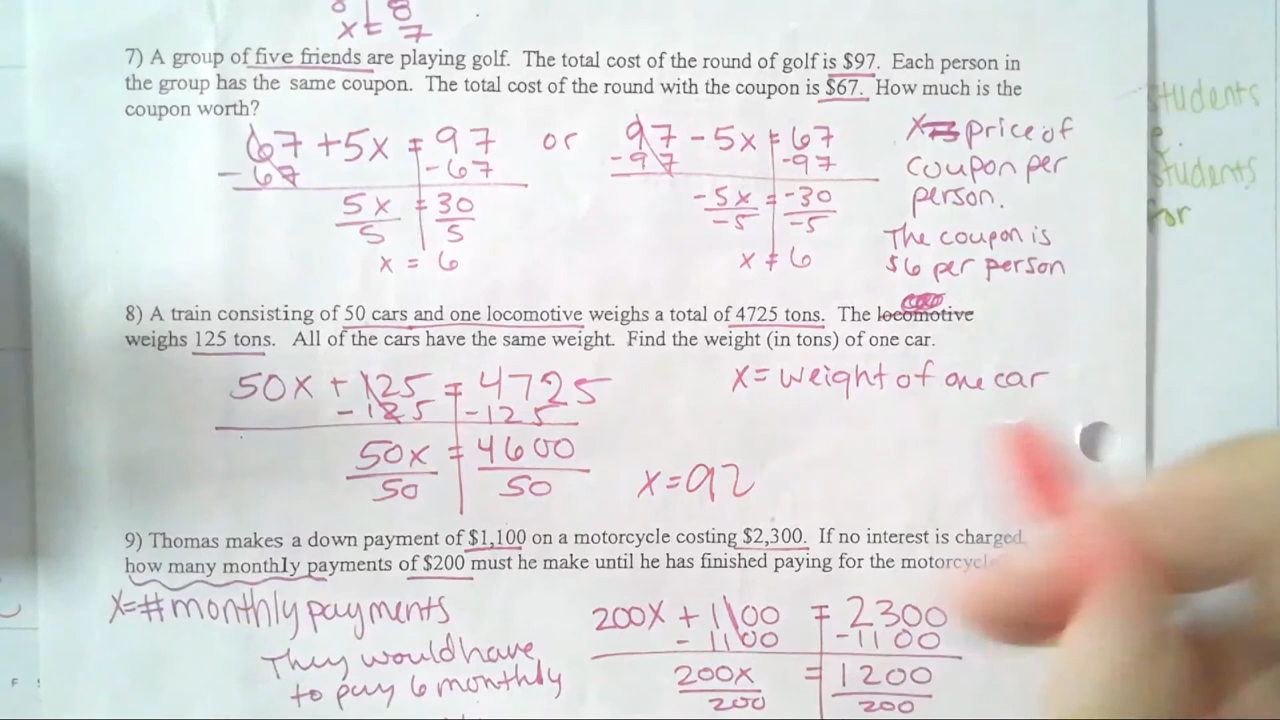 8 8
x = 8/7
7) A group of five friends are playing golf. The total cost of the round of golf is $97. Each person in
the group has the same coupon. The total cost of the round with the coupon is $67. How much is the
coupon worth?
67 + 5x = 97 or 97 - 5x = 67
-67 -67 -97 -97
5x = 30 -5x = -30
5 5 -5 -5
x = 6 x = 6
x = price of
coupon per
person.
The coupon is
$6 per person
students
students
for
8) A train consisting of 50 cars and one locomotive weighs a total of 4725 tons. The locomotive
weighs 125 tons. All of the cars have the same weight. Find the weight (in tons) of one car.
50x + 125 = 4725 x = weight of one car
-125 -125
50x = 4600
50 50
x = 92
9) Thomas makes a down payment of $1,100 on a motorcycle costing $2,300. If no interest is charged,
how many monthly payments of $200 must he make until he has finished paying for the
x = # monthly payments
They would have
to pay 6 monthly
200x + 1100 = 2300
-1100 -1100
200x = 1200
200 200